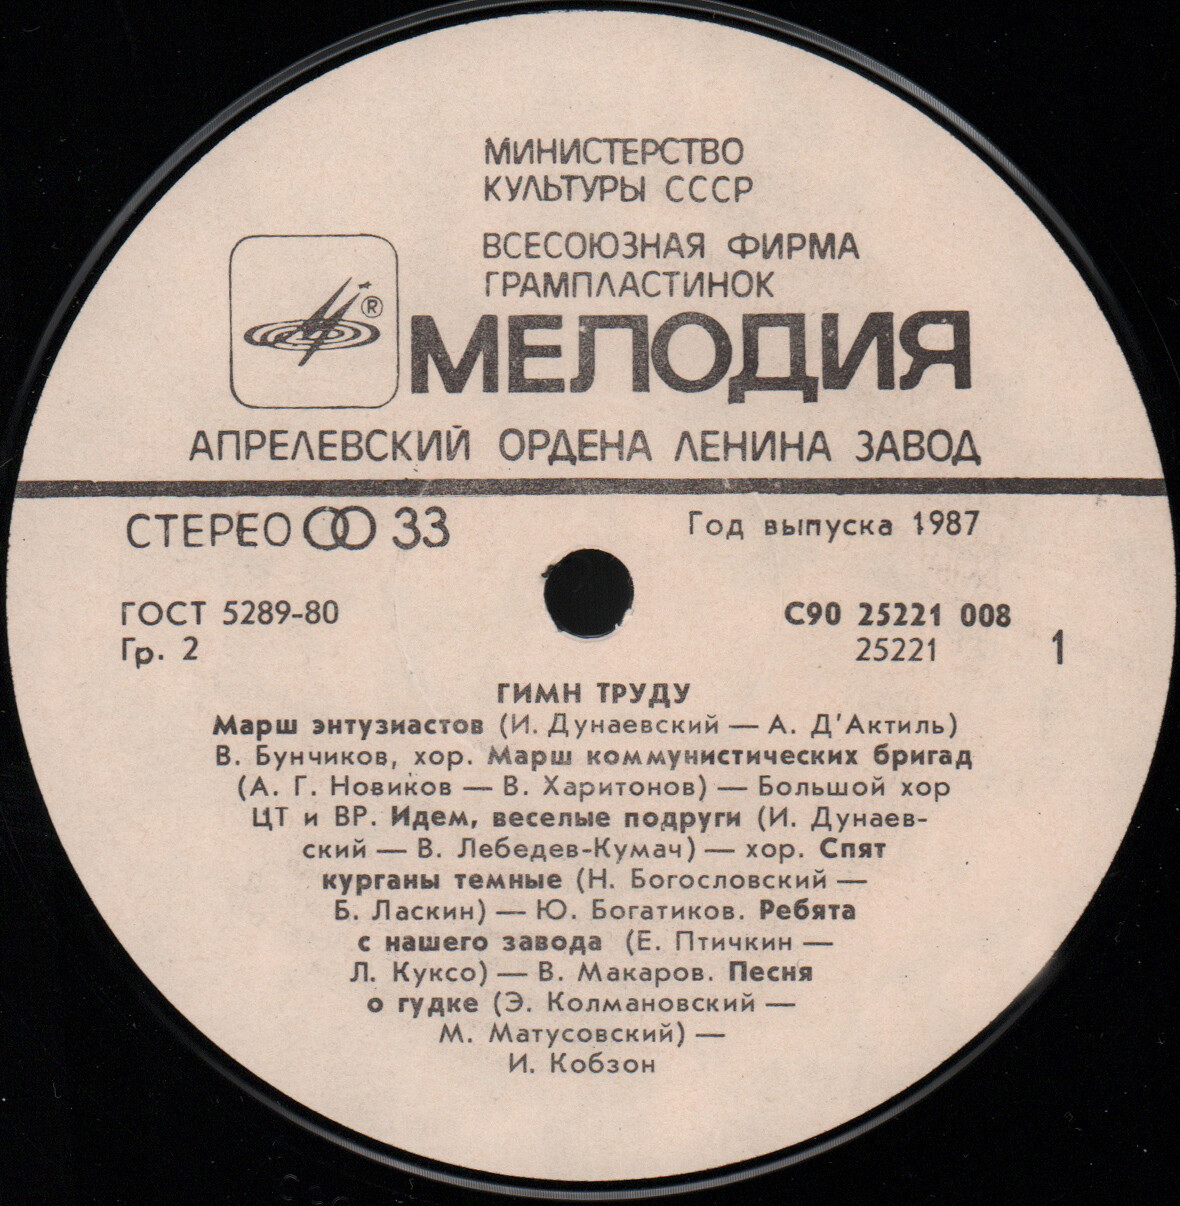 МИНИСТЕРСТВО
КУЛЬТУРЫ СССР
ВСЕСОЮЗНАЯ ФИРМА
ГРАМПЛАСТИНОК
®
МЕЛОДИЯ
АПРЕЛЕВСКИЙ ОРДЕНА ЛЕНИНА ЗАВОД
СТЕРЕО 33
Год выпуска 1987
ГОСТ 5289-80
Гр. 2
С90 25221 008
25221 1
ГИМН ТРУДУ
Марш энтузиастов (И. Дунаевский — А. Д'Актиль)
В. Бунчиков, хор. Марш коммунистических бригад
(А. Г. Новиков — В. Харитонов) — Большой хор
ЦТ и ВР. Идем, веселые подруги (И. Дунаев-
ский — В. Лебедев-Кумач) — хор. Спят
курганы темные (Н. Богословский —
Б. Ласкин) — Ю. Богатиков. Ребята
с нашего завода (Е. Птичкин —
Л. Куксо) — В. Макаров. Песня
о гудке (Э. Колмановский —
М. Матусовский) —
И. Кобзон